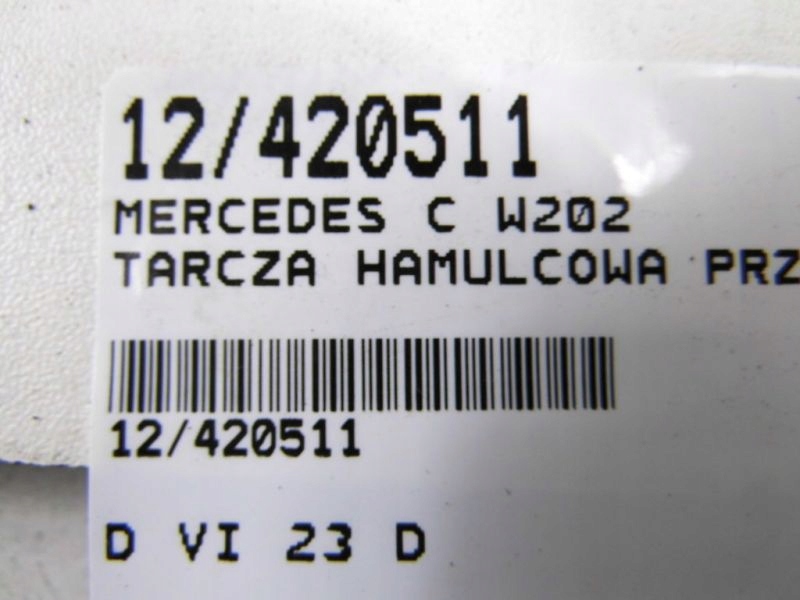 12/420511
MERCEDES C W202
TARCZA HAMULCOWA PRZ
12/420511
D VI 23 D